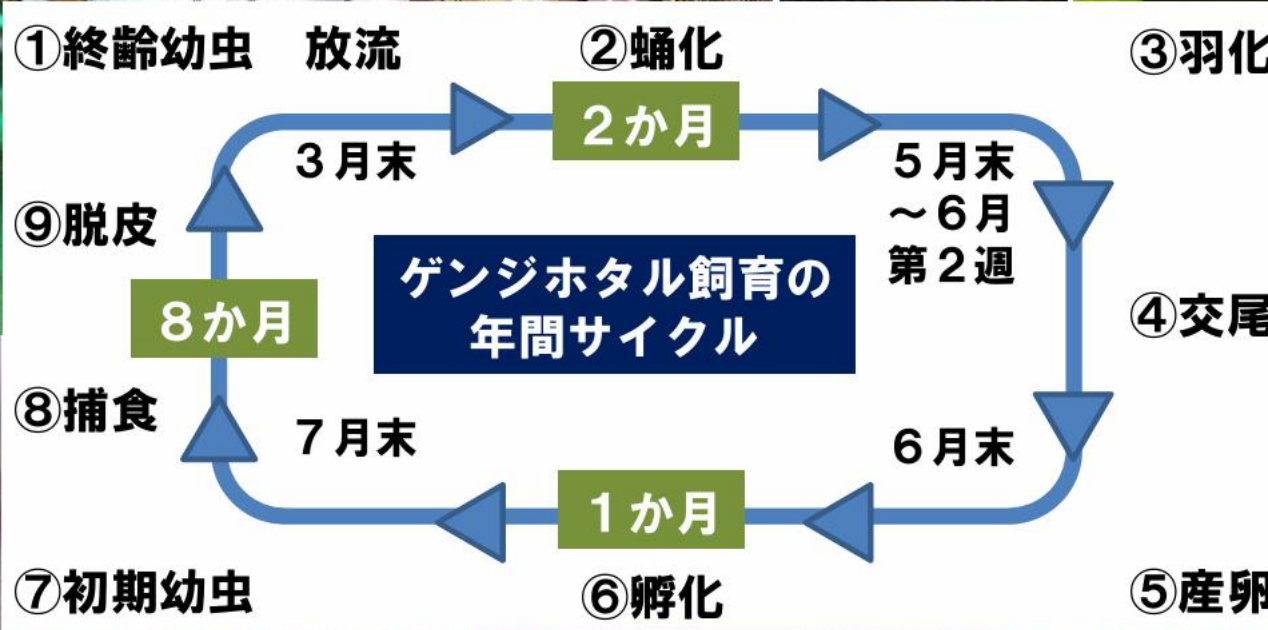 ①終齢幼虫　放流
②蛹化
③羽化
2か月
3月末
5月末
～6月
第2週
⑨脱皮
ゲンジホタル飼育の
年間サイクル
8か月
④交尾
⑧捕食
7月末
6月末
1か月
⑦初期幼虫
⑥孵化
⑤産卵